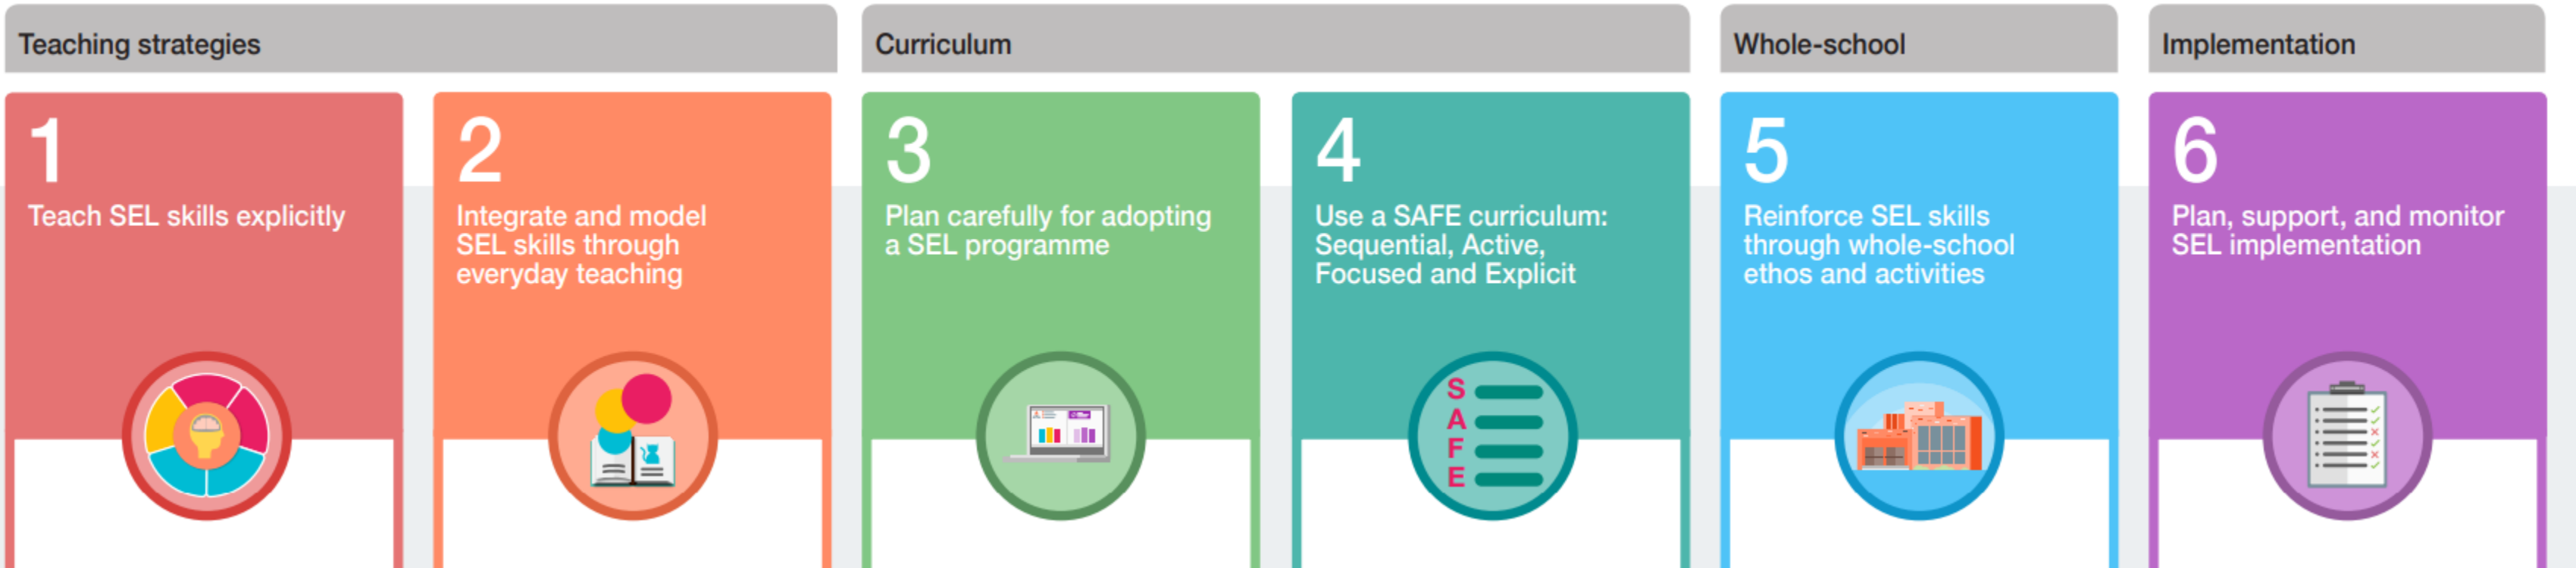 Teaching strategies
Curriculum
Whole-school
Implementation
1
Teach SEL skills explicitly
2
Integrate and model
SEL skills through
everyday teaching
3
Plan carefully for adopting
a SEL programme
4
Use a SAFE curriculum:
Sequential, Active,
Focused and Explicit
S
A
F
E
5
Reinforce SEL skills
through whole-school
ethos and activities
6
Plan, support, and monitor
SEL implementation